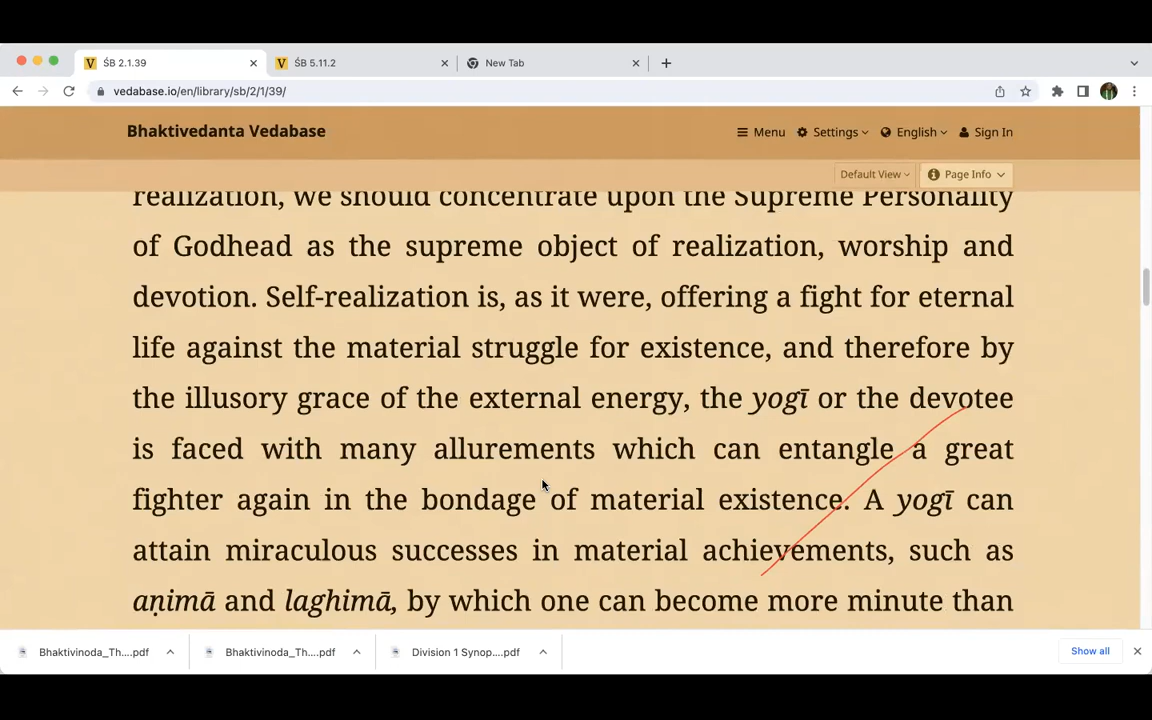 ŚB 2.1.39
ŚB 5.11.2
New Tab
vedabase.io/en/library/sb/2/1/39/
Bhaktivedanta Vedabase
Menu Settings English Sign In
Default View Page Info
realization, we should concentrate upon the Supreme Personality
of Godhead as the supreme object of realization, worship and
devotion. Self-realization is, as it were, offering a fight for eternal
life against the material struggle for existence, and therefore by
the illusory grace of the external energy, the yogī or the devotee
is faced with many allurements which can entangle a great
fighter again in the bondage of material existence. A yogī can
attain miraculous successes in material achievements, such as
aṇimā and laghimā, by which one can become more minute than
Bhaktivinoda_Th....pdf
Bhaktivinoda_Th....pdf
Division 1 Synop....pdf
Show all